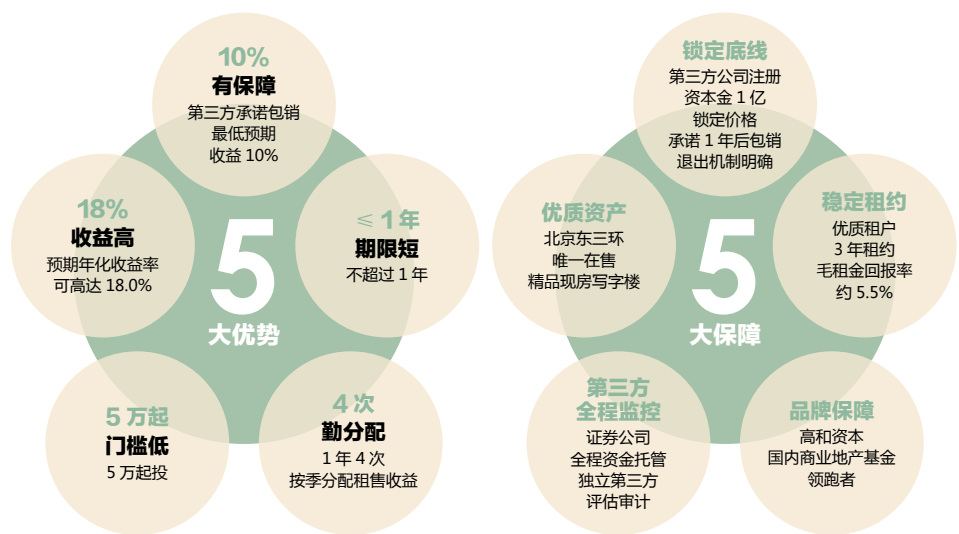 10%
有保障
第三方承诺包销
最低预期
收益 10%
18%
收益高
预期年化收益率
可高达 18.0%
≤ 1 年
期限短
不超过 1 年
5
大优势
5 万起
门槛低
5 万起投
4 次
勤分配
1 年 4 次
按季分配租售收益
锁定底线
第三方公司注册
资本金 1 亿
锁定价格
承诺 1 年后包销
退出机制明确
优质资产
北京东三环
唯一在售
精品现房写字楼
稳定租约
优质租户
3 年租约
毛租金回报率
约 5.5%
5
大保障
第三方
全程监控
证券公司
全程资金托管
独立第三方
评估审计
品牌保障
高和资本
国内商业地产基金
领跑者